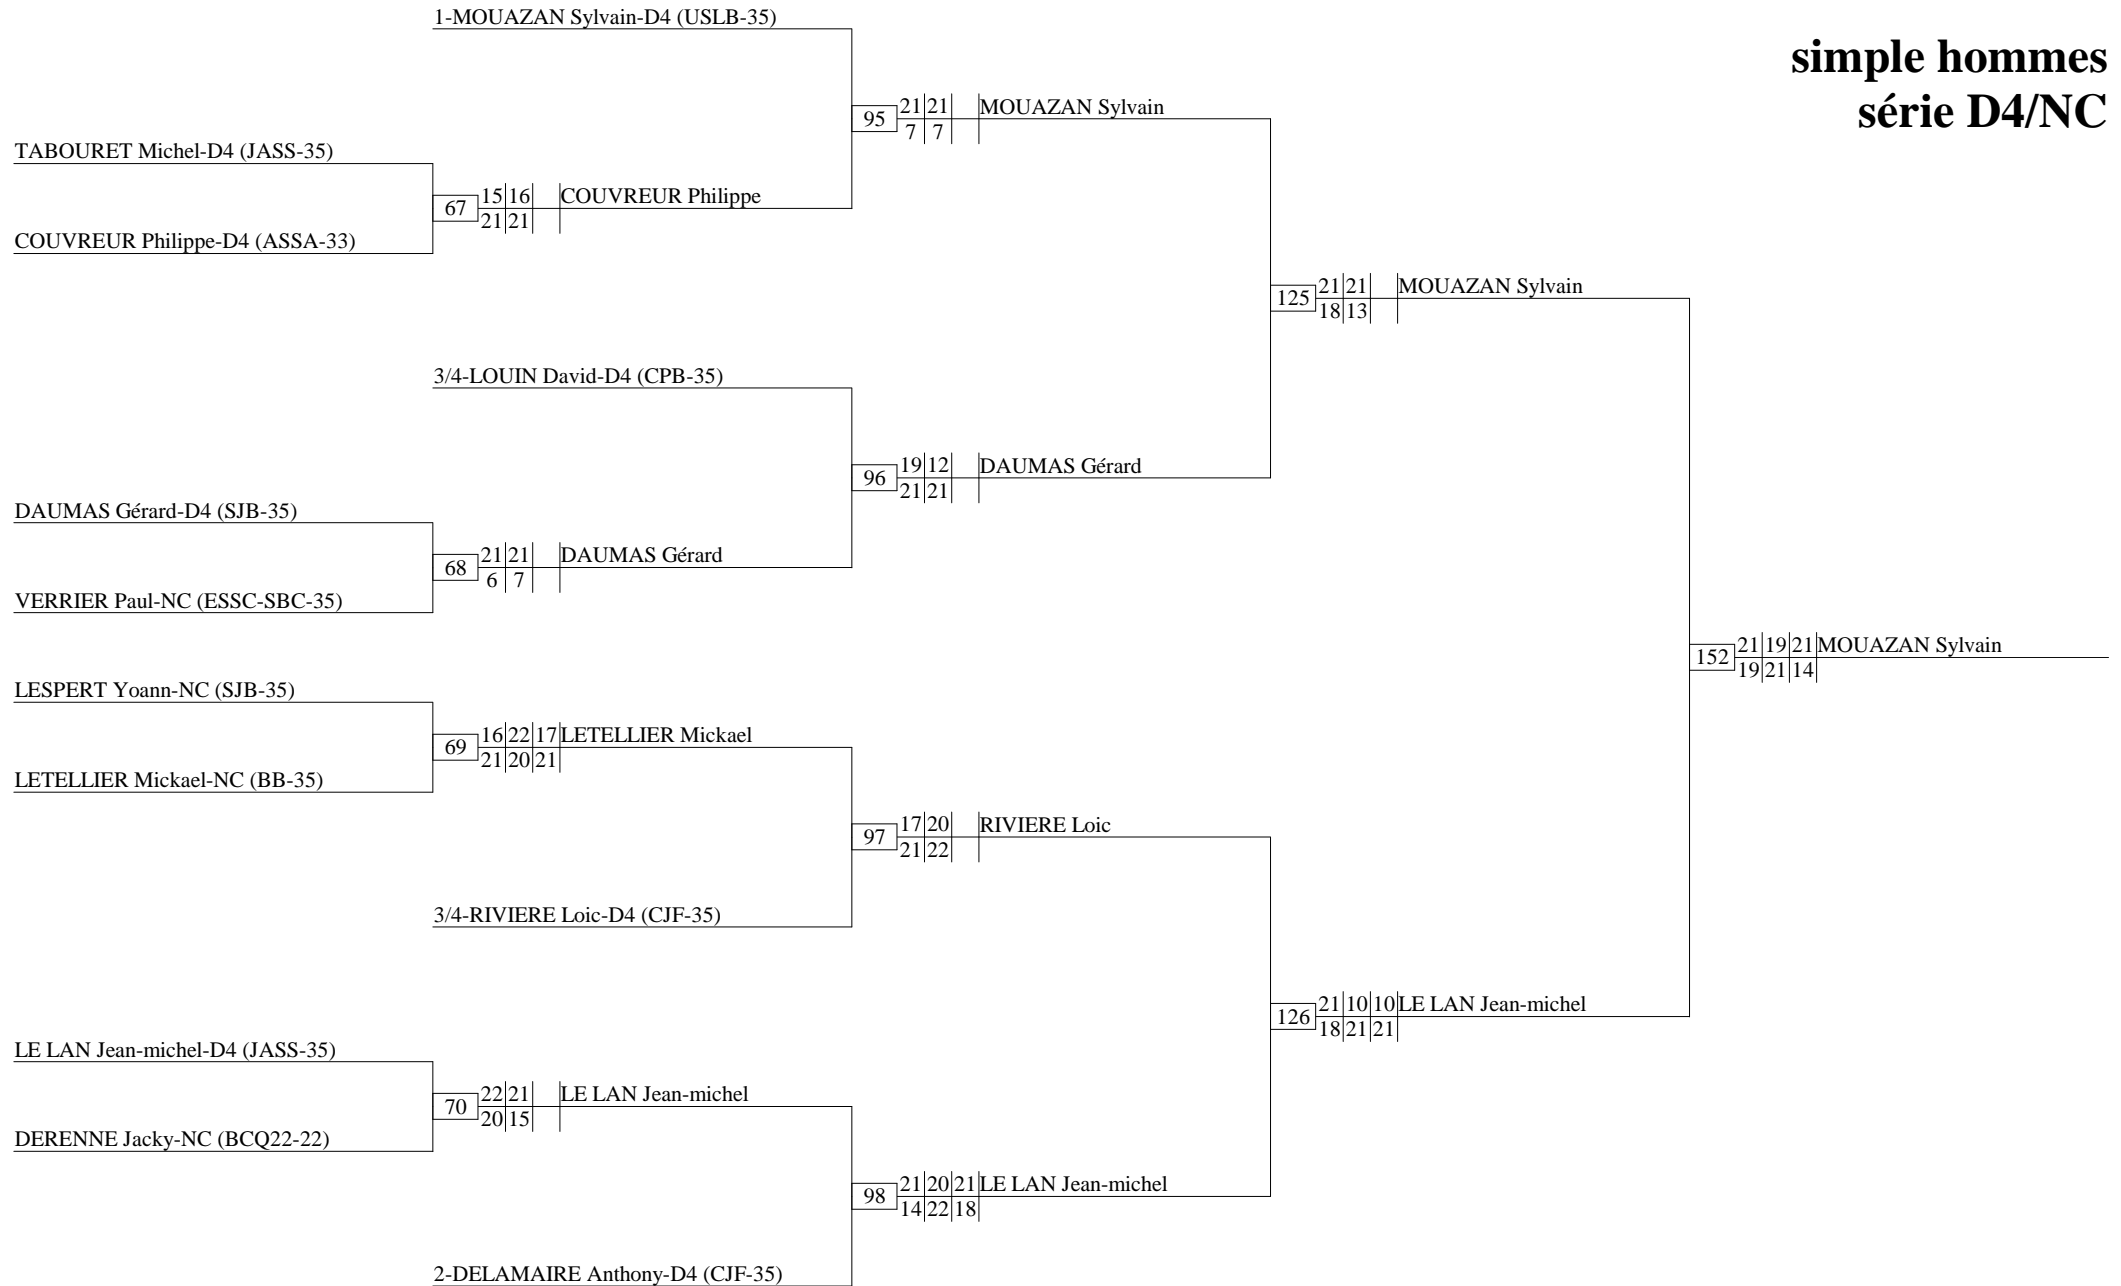 simple hommes
série D4/NC
1-MOUAZAN Sylvain-D4 (USLB-35)
95 21 21 MOUAZAN Sylvain
7 7
TABOURET Michel-D4 (JASS-35)
67 15 16 COUVREUR Philippe
21 21
COUVREUR Philippe-D4 (ASSA-33)
125 21 21 MOUAZAN Sylvain
18 13
3/4-LOUIN David-D4 (CPB-35)
96 19 12 DAUMAS Gérard
21 21
DAUMAS Gérard-D4 (SJB-35)
68 21 21 DAUMAS Gérard
6 7
VERRIER Paul-NC (ESSC-SBC-35)
152 21 19 21 MOUAZAN Sylvain
19 21 14
LESPERT Yoann-NC (SJB-35)
69 16 22 17 LETELLIER Mickael
21 20 21
LETELLIER Mickael-NC (BB-35)
97 17 20 RIVIERE Loic
21 22
3/4-RIVIERE Loic-D4 (CJF-35)
126 21 10 10 LE LAN Jean-michel
18 21 21
LE LAN Jean-michel-D4 (JASS-35)
70 22 21 LE LAN Jean-michel
20 15
DERENNE Jacky-NC (BCQ22-22)
98 21 20 21 LE LAN Jean-michel
14 22 18
2-DELAMAIRE Anthony-D4 (CJF-35)